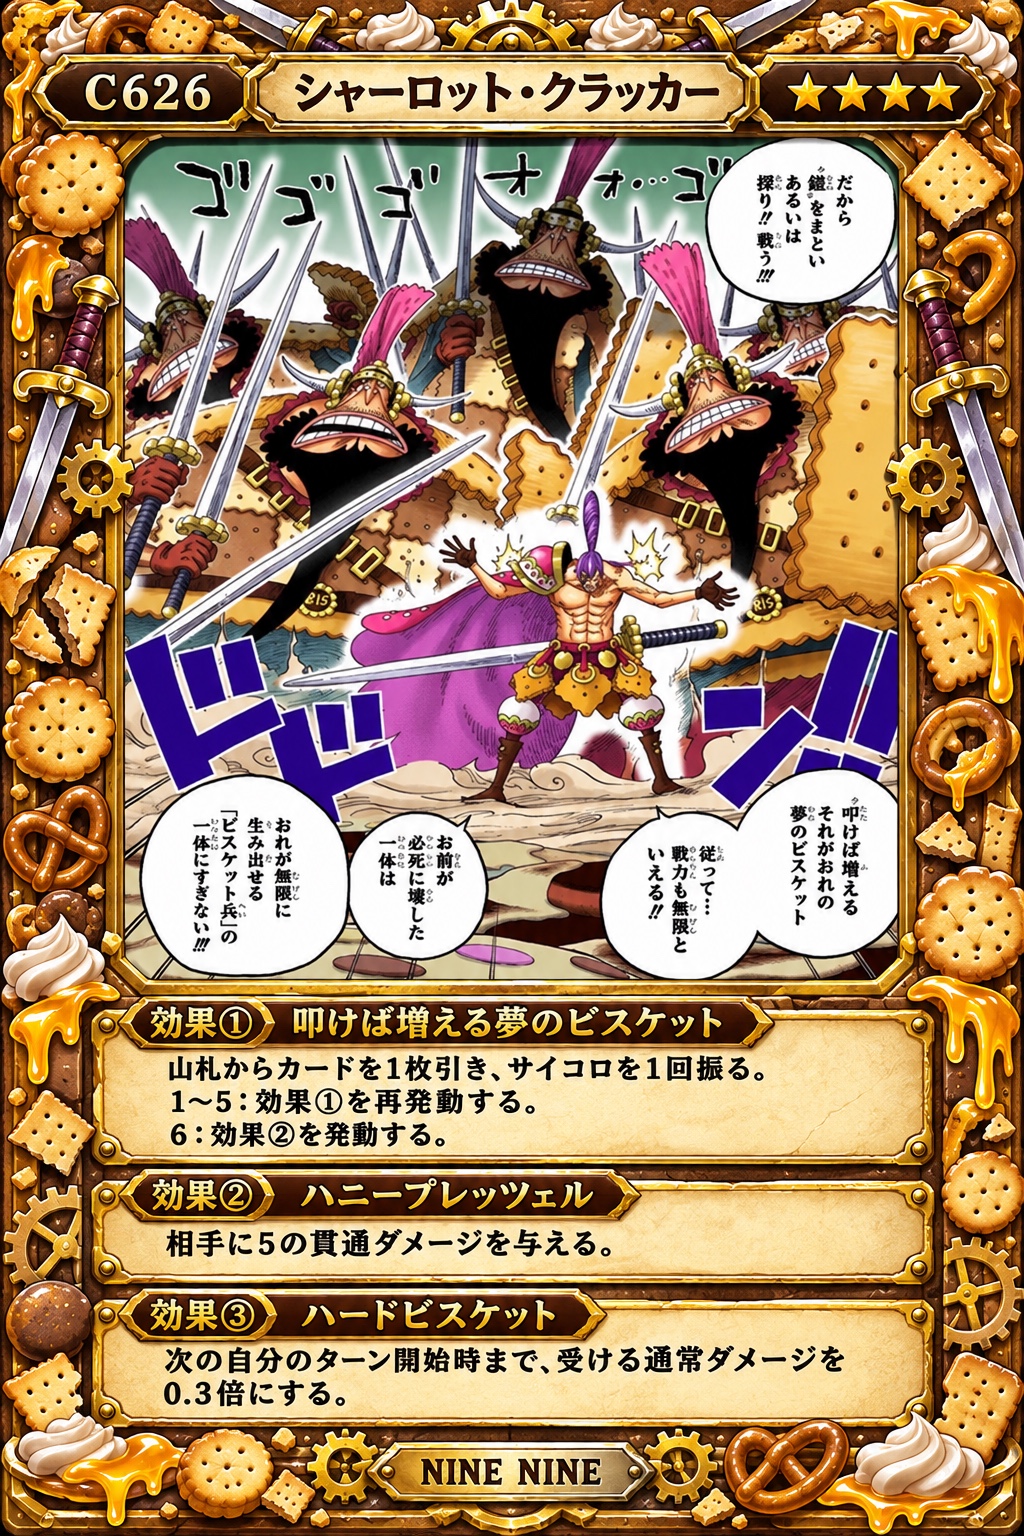 C626
シャーロット・クラッカー
★★★★
ゴゴゴオォ…ゴ
だから
鎧をまとい
あるいは
探り!!戦う!!!
ドドン!!
叩けば増える
それがおれの
夢のビスケット
従って…
戦力も無限と
いえる!!
お前が
必死に壊した
一体は
おれが無限に
生み出せる
「ビスケット兵」の
一体にすぎない!!!
効果① 叩けば増える夢のビスケット
山札からカードを1枚引き、サイコロを1回振る。
1〜5：効果①を再発動する。
6：効果②を発動する。
効果② ハニープレッツェル
相手に5の貫通ダメージを与える。
効果③ ハードビスケット
次の自分のターン開始時まで、受ける通常ダメージを
0.3倍にする。
NINE NINE